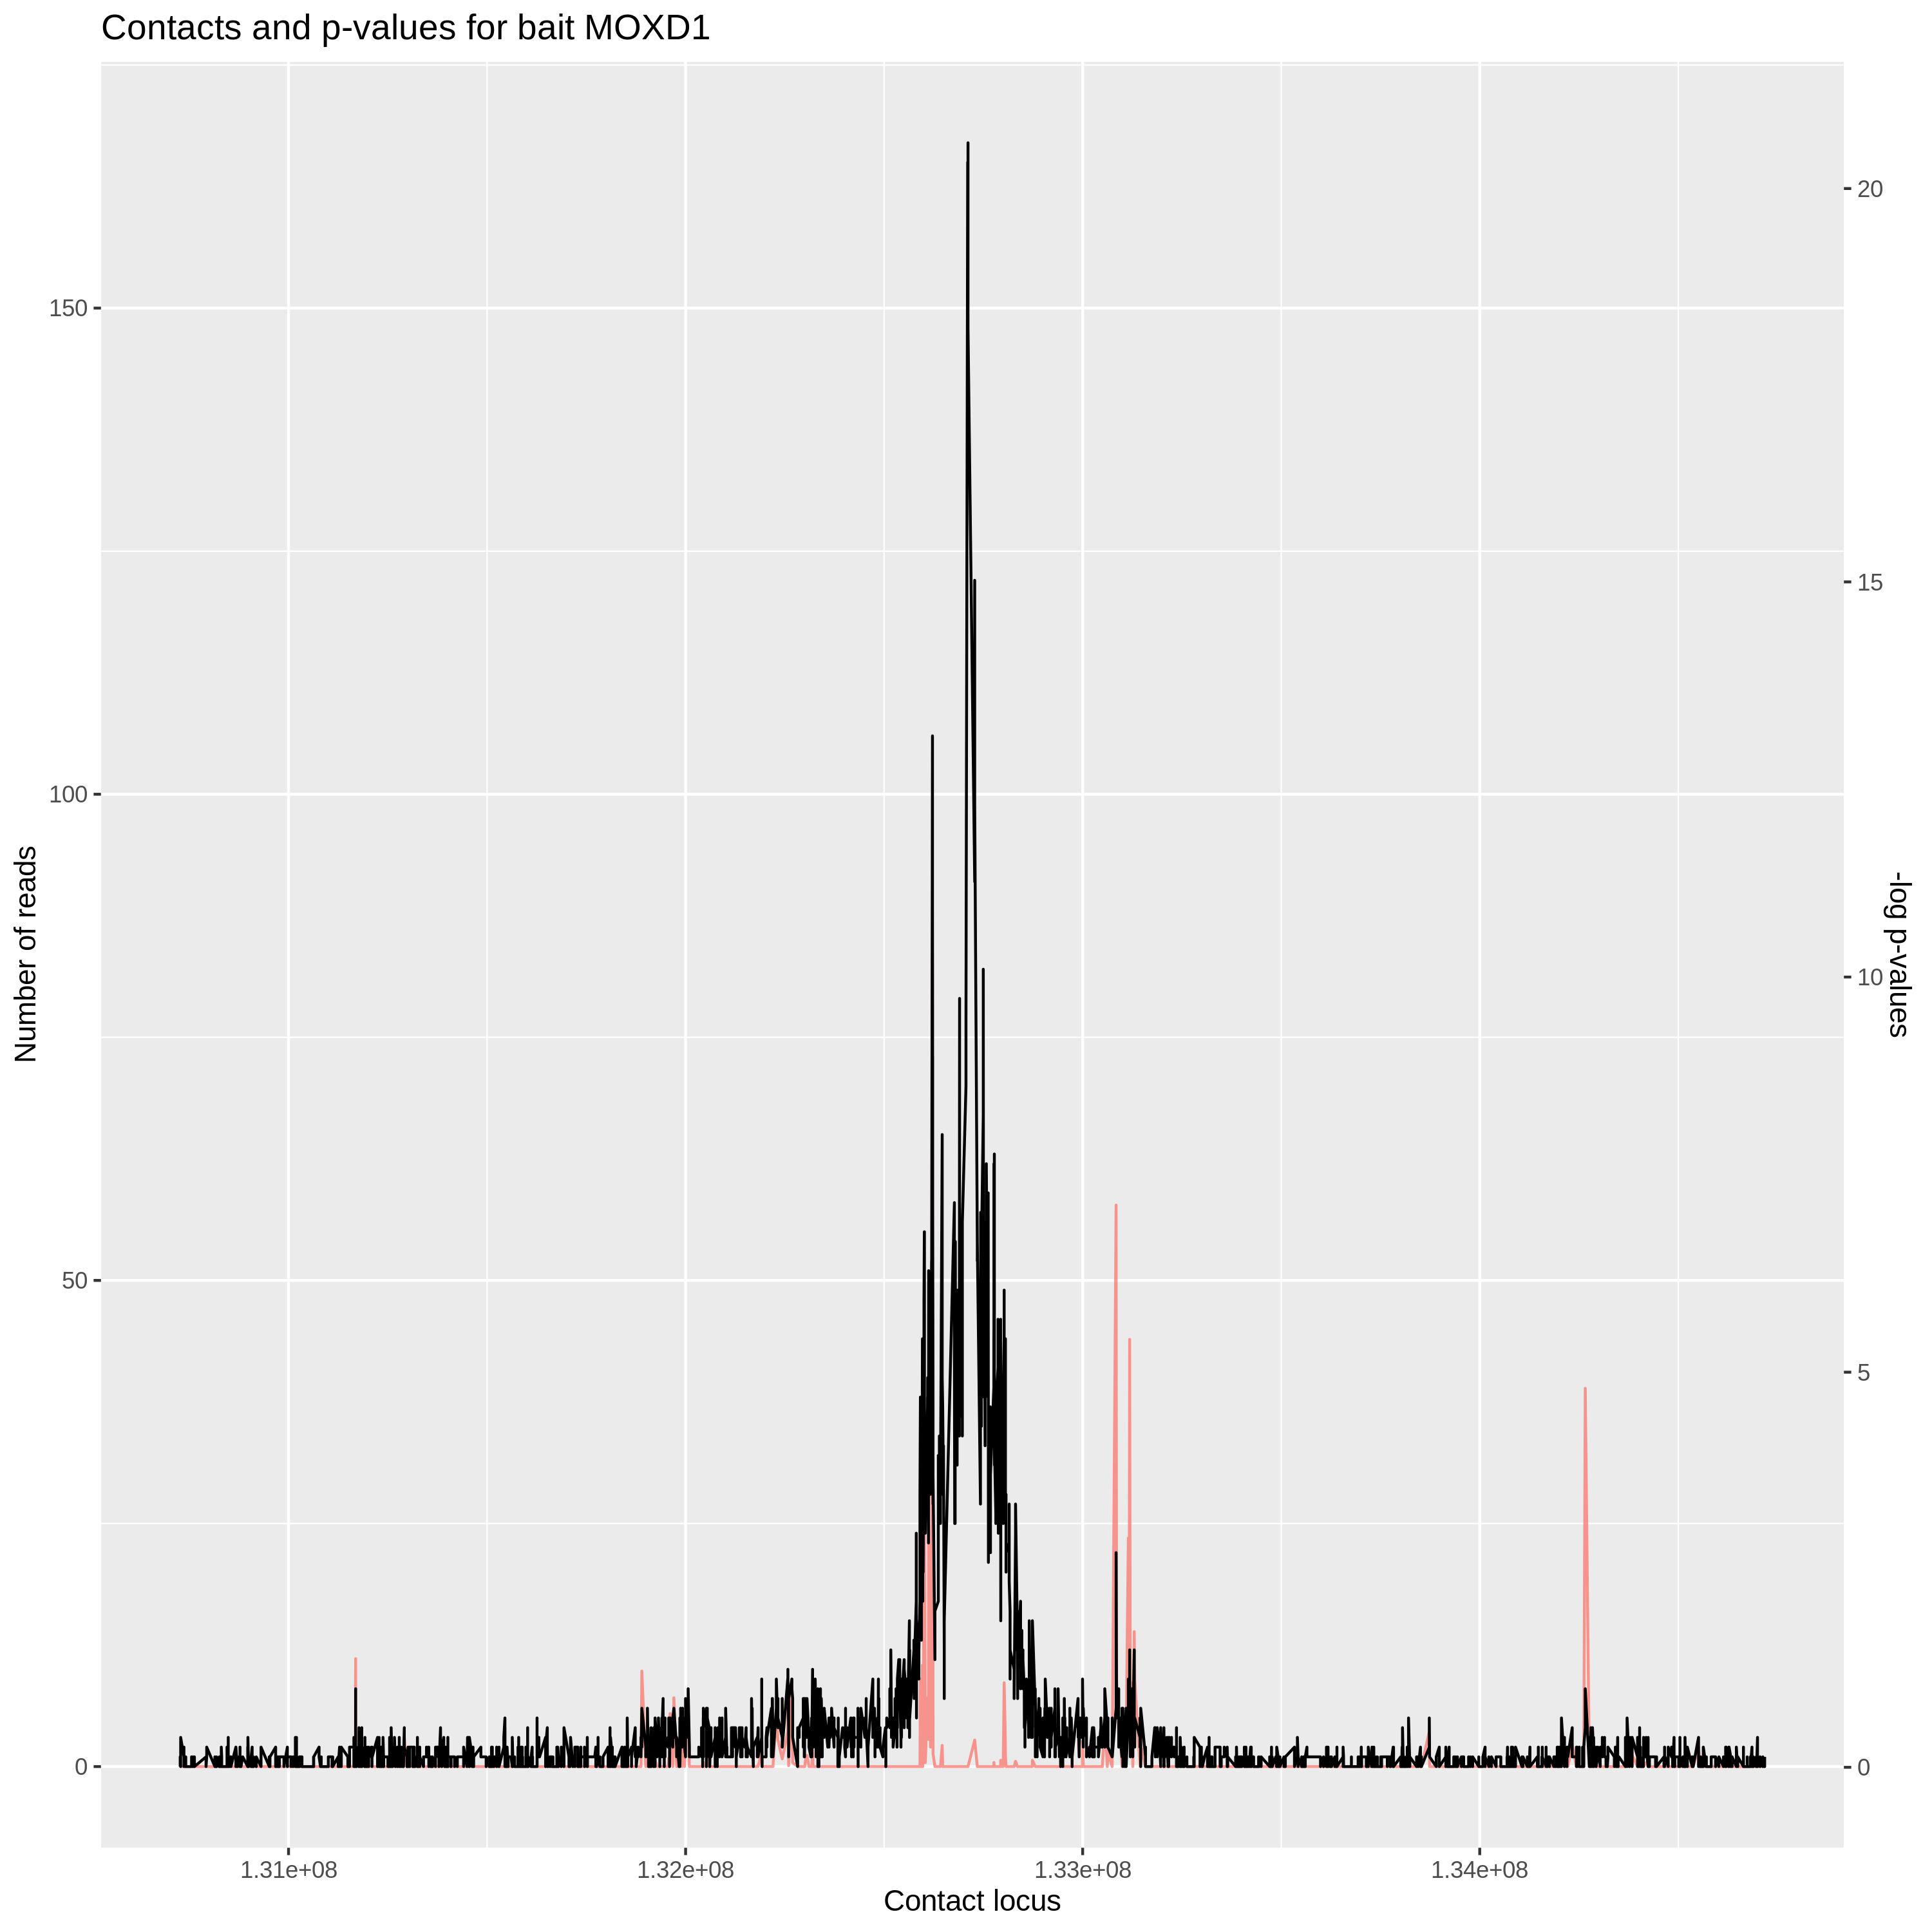 Contacts and p-values for bait MOXD1
150
100
50
0
Number of reads
20
15
10
5
0
-log p-values
1.31e+08
1.32e+08
1.33e+08
1.34e+08
Contact locus